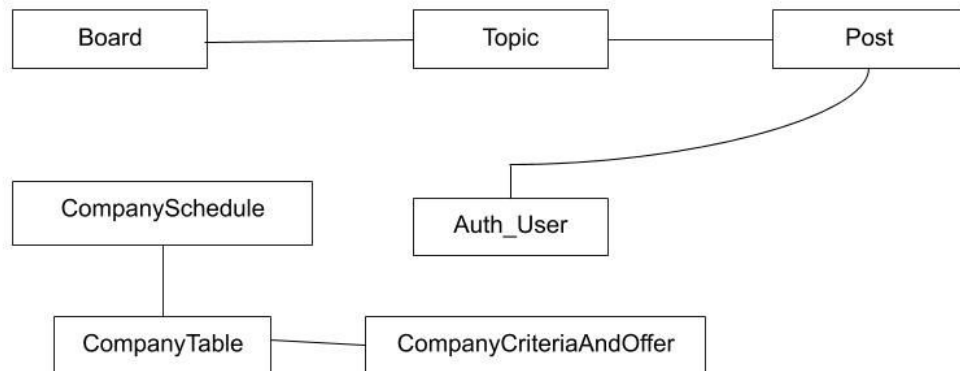 Board
Topic
Post
CompanySchedule
Auth_User
CompanyTable
CompanyCriteriaAndOffer